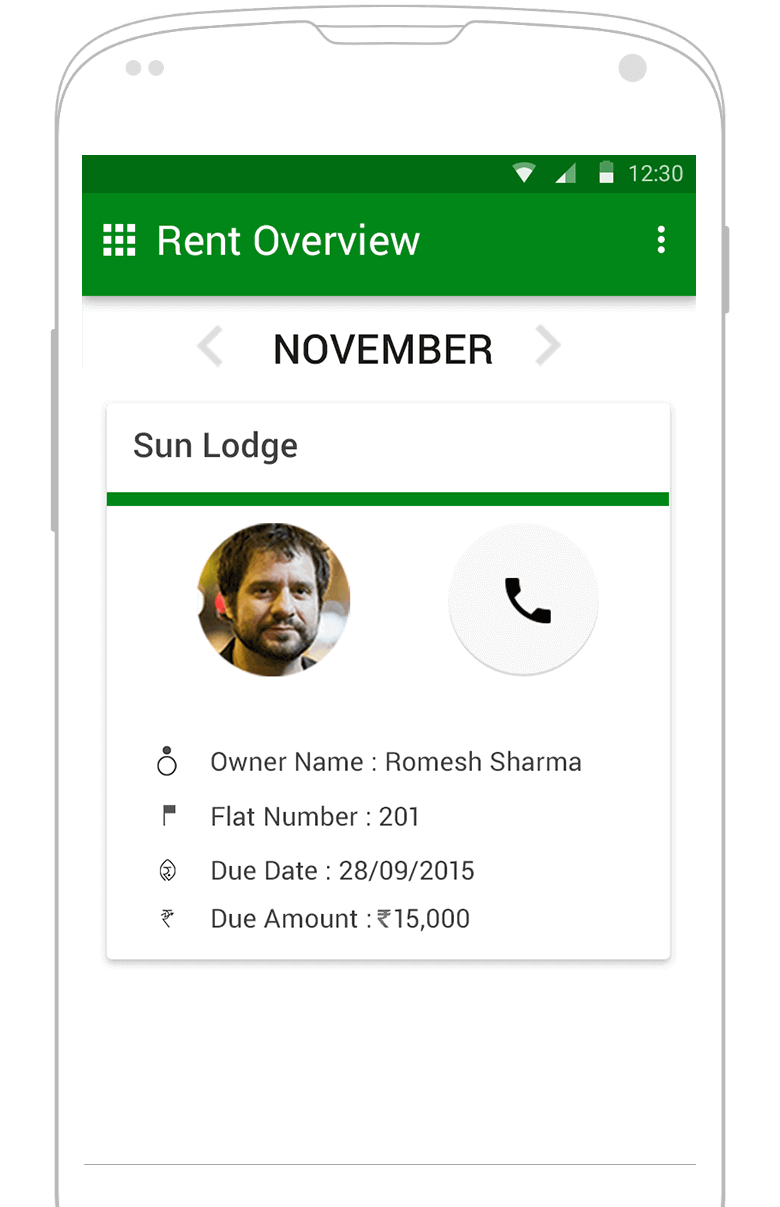 12:30
Rent Overview
NOVEMBER
Sun Lodge
Owner Name : Romesh Sharma
Flat Number : 201
Due Date : 28/09/2015
Due Amount : ₹15,000